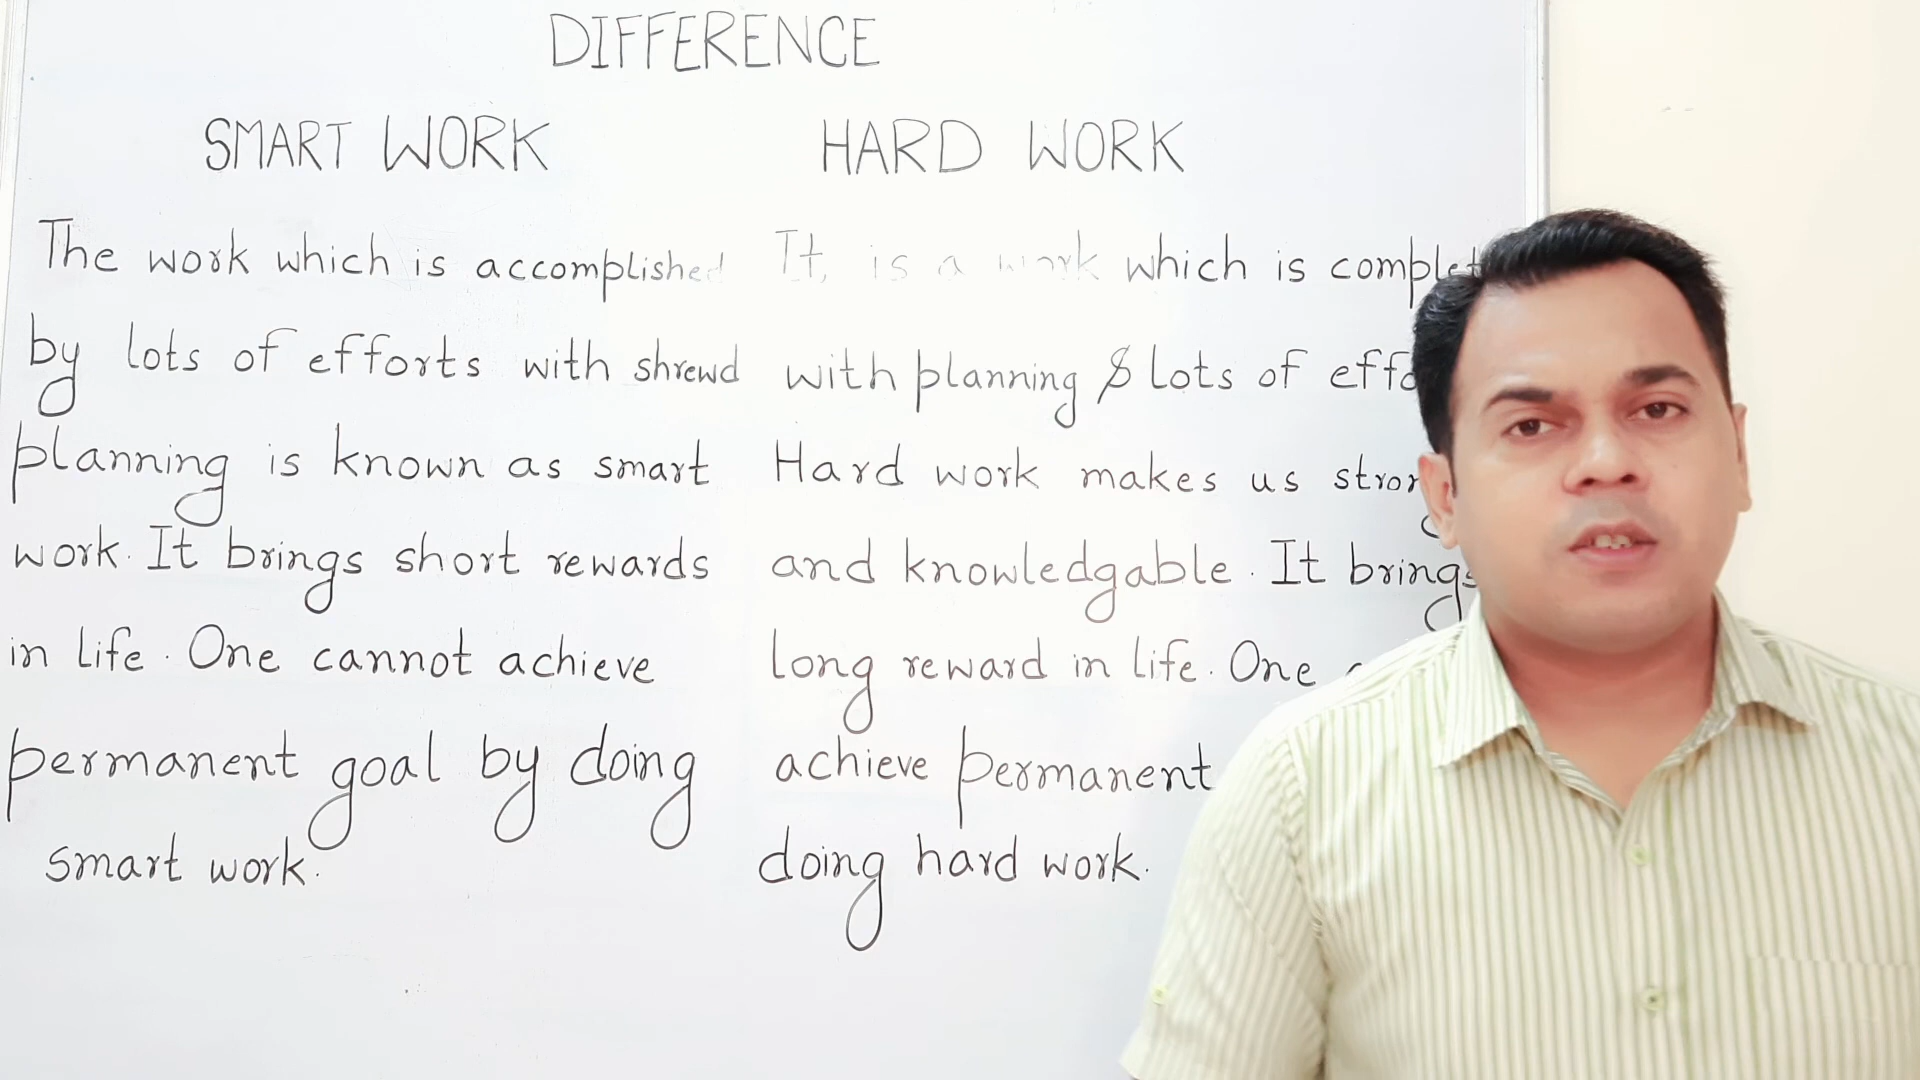 DIFFERENCE
SMART WORK
The work which is accomplished
by lots of efforts with shrewd
planning is known as smart
work. It brings short rewards
in life. One cannot achieve
permanent goal by doing
smart work.
HARD WORK
It is a work which is
with planning & lots of
Hard work makes us
and knowledgable. It brings
long reward in life. One
achieve permanent
doing hard work.